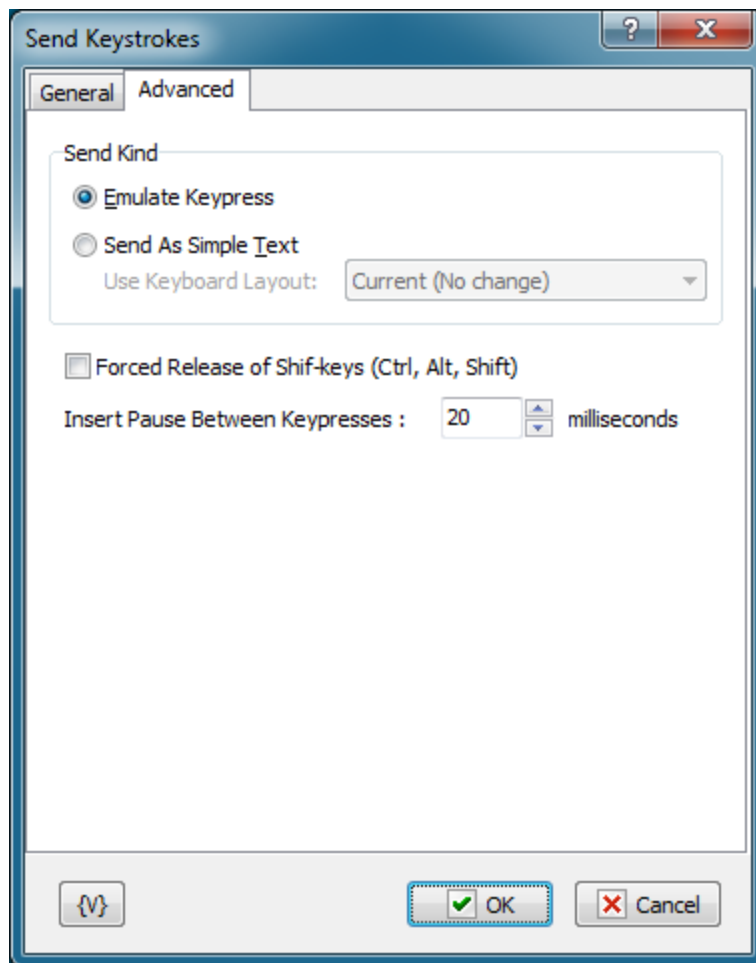 Send Keystrokes
?
General Advanced
Send Kind
Emulate Keypress
Send As Simple Text
Use Keyboard Layout: Current (No change)
Forced Release of Shif-keys (Ctrl, Alt, Shift)
Insert Pause Between Keypresses : 20 milliseconds
{V} OK Cancel